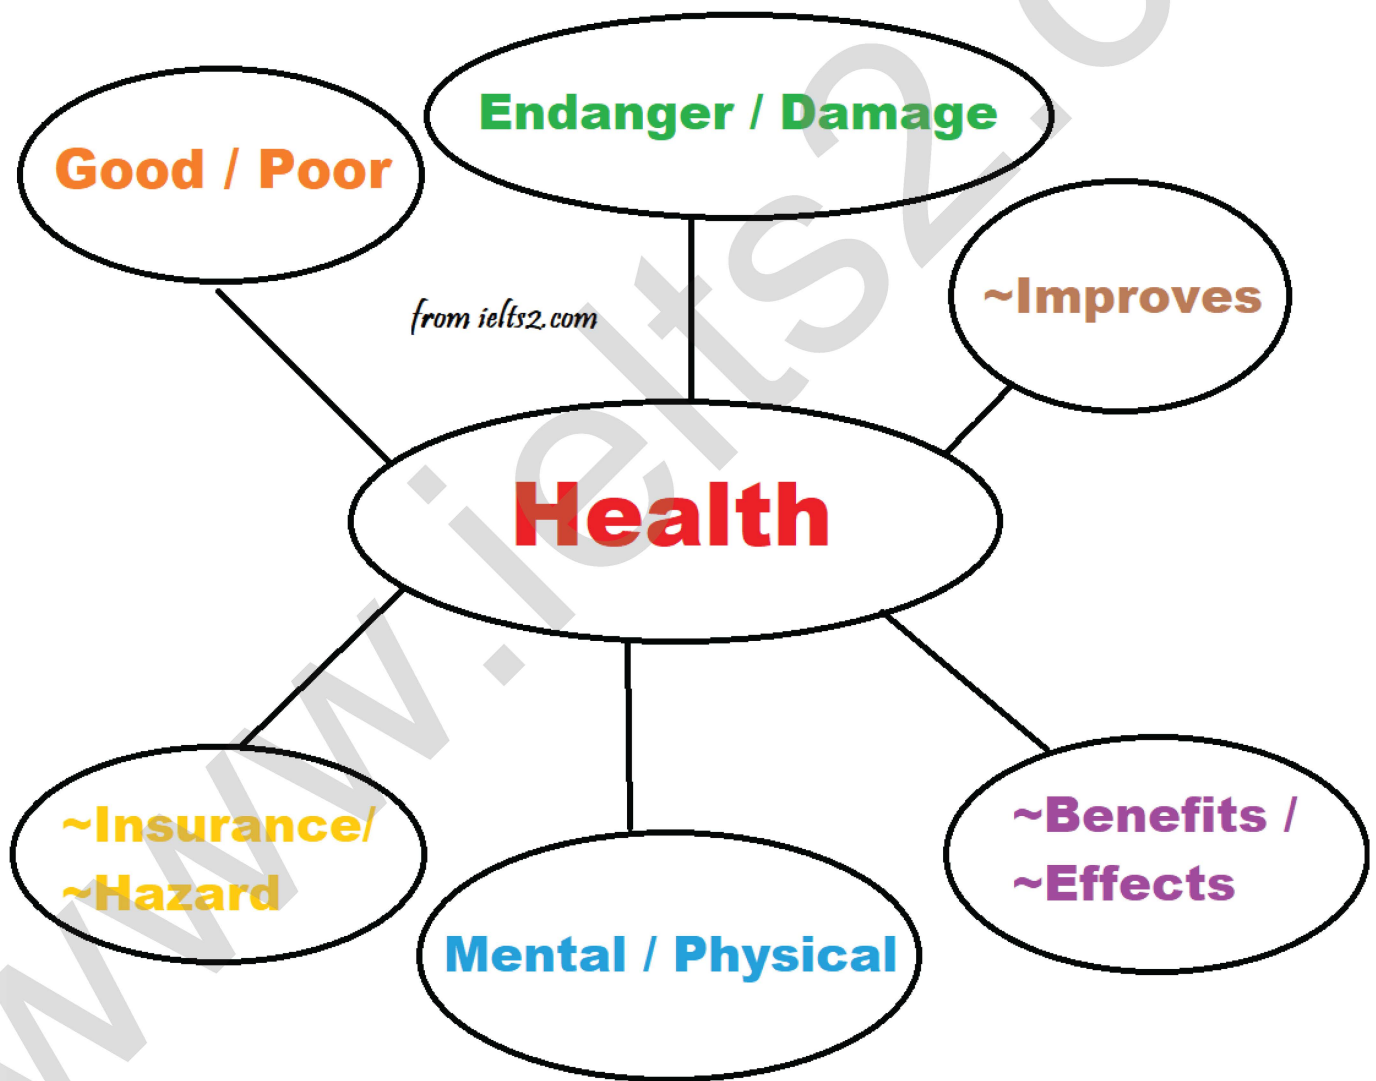 Endanger / Damage
Good / Poor
~Improves
from ielts2.com
Health
~Insurance/
~Hazard
~Benefits /
~Effects
Mental / Physical
www.ielts2.c